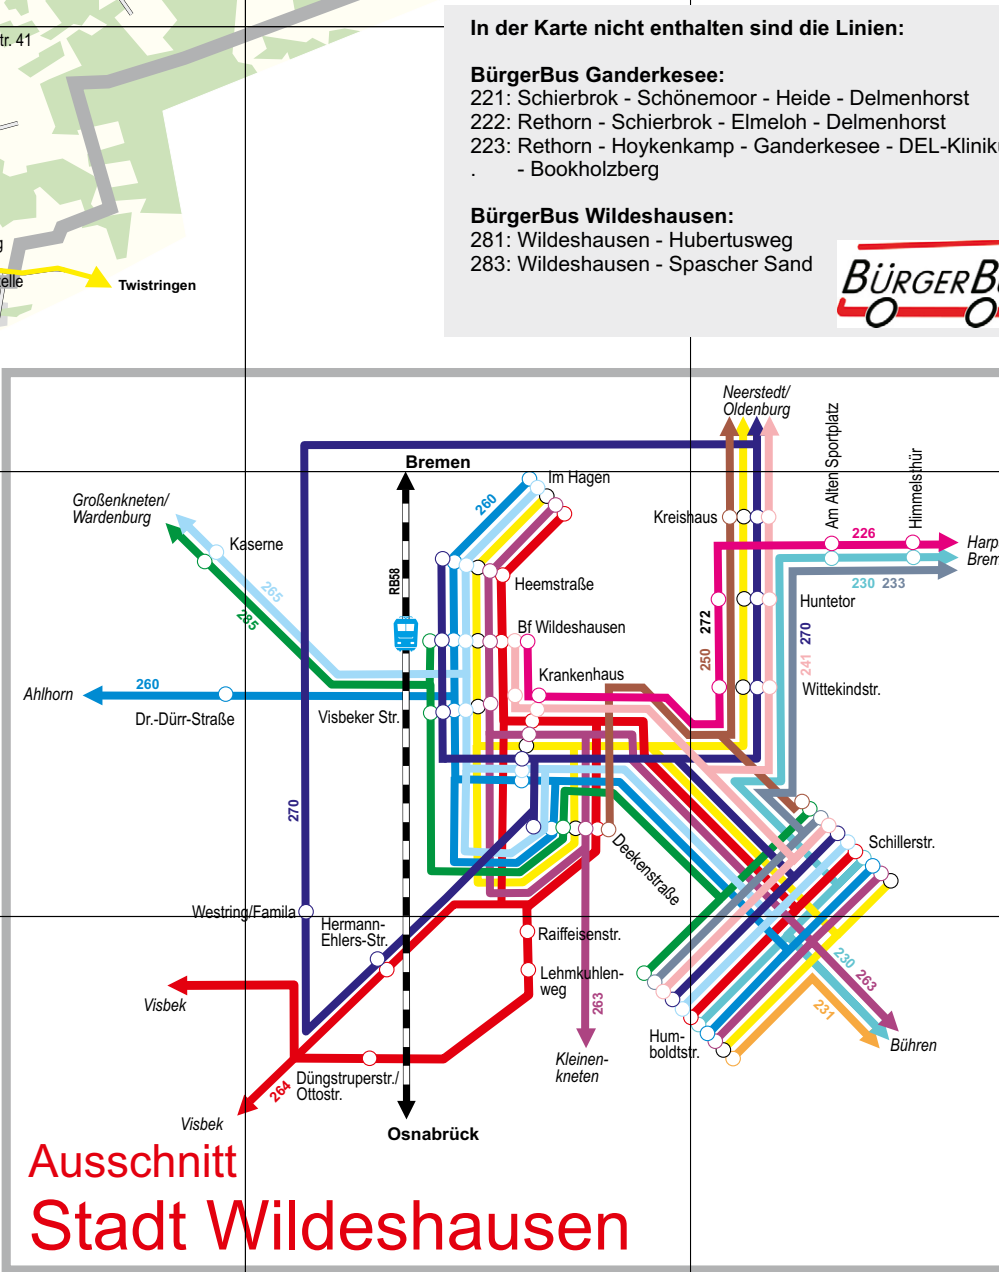 tr. 41
In der Karte nicht enthalten sind die Linien:
BürgerBus Ganderkesee:
221: Schierbrok - Schönemoor - Heide - Delmenhorst
222: Rethorn - Schierbrok - Elmeloh - Delmenhorst
223: Rethorn - Hoykenkamp - Ganderkesee - DEL-Klinik
. - Bookholzberg
BürgerBus Wildeshausen:
281: Wildeshausen - Hubertusweg
283: Wildeshausen - Spascher Sand
BÜRGERB
g
elle
Twistringen
Neerstedt/
Oldenburg
Am Alten Sportplatz
Himmelsthür
Bremen
Im Hagen
260
Großenkneten/
Wardenburg
Kaserne
Kreishaus
226
Harp
Brem
RB58
Heemstraße
230 233
265
285
Huntetor
272
270
Bf Wildeshausen
250
241
Krankenhaus
260
Ahlhorn
Wittekindstr.
Dr.-Dürr-Straße
Visbeker Str.
270
Deekenstraße
Schillerstr.
Westring/Famila
Hermann-
Ehlers-Str.
Raiffeisenstr.
Lehmkuhlen-
weg
230
263
263
231
Visbek
Hum-
boldtstr.
Bühren
Kleinen-
kneten
Düngstruperstr./
Ottostr.
264
Visbek
Osnabrück
Ausschnitt
Stadt Wildeshausen